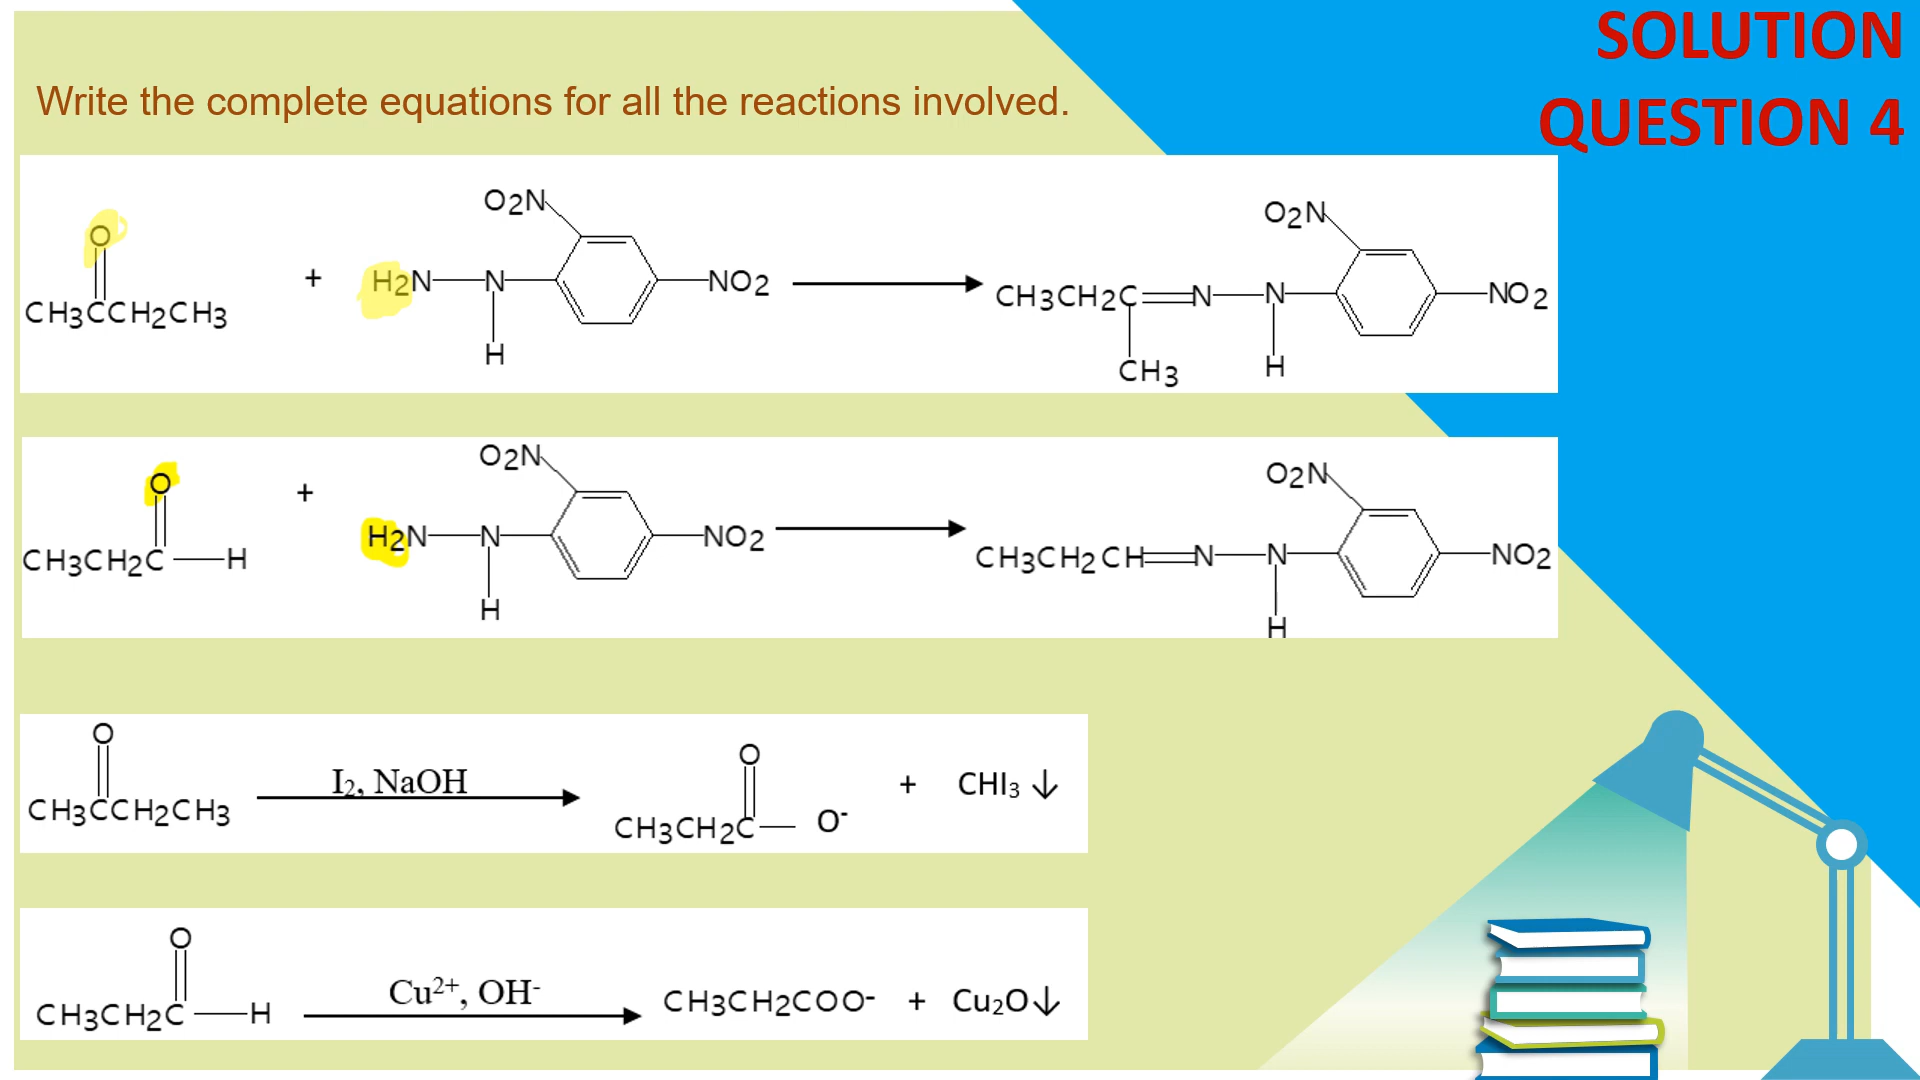 SOLUTION
QUESTION 4
Write the complete equations for all the reactions involved.
O2N
O
+ H2N N NO2
CH3CCH2CH3
H
O2N
CH3CH2C N N NO2
CH3 H
O2N
O
+ H2N N NO2
CH3CH2C H
H
O2N
CH3CH2CH N N NO2
H
O
CH3CCH2CH3
I₂, NaOH
O
CH3CH2C O⁻
+ CHI₃ ↓
O
CH3CH2C H
Cu²⁺, OH⁻
CH3CH2COO⁻ + Cu₂O↓